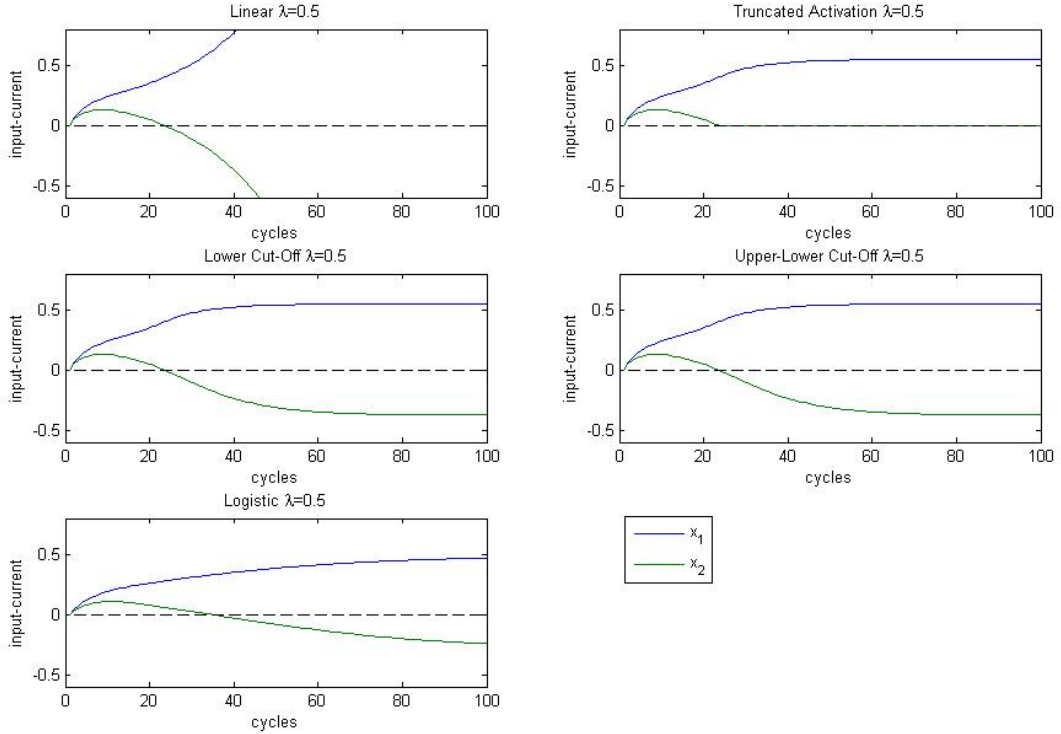 Linear λ=0.5
input-current
0.5
0
-0.5
0 20 40 60 80 100
cycles
Truncated Activation λ=0.5
input-current
0.5
0
-0.5
0 20 40 60 80 100
cycles
Lower Cut-Off λ=0.5
input-current
0.5
0
-0.5
0 20 40 60 80 100
cycles
Upper-Lower Cut-Off λ=0.5
input-current
0.5
0
-0.5
0 20 40 60 80 100
cycles
Logistic λ=0.5
input-current
0.5
0
-0.5
0 20 40 60 80 100
cycles
x₁
x₂